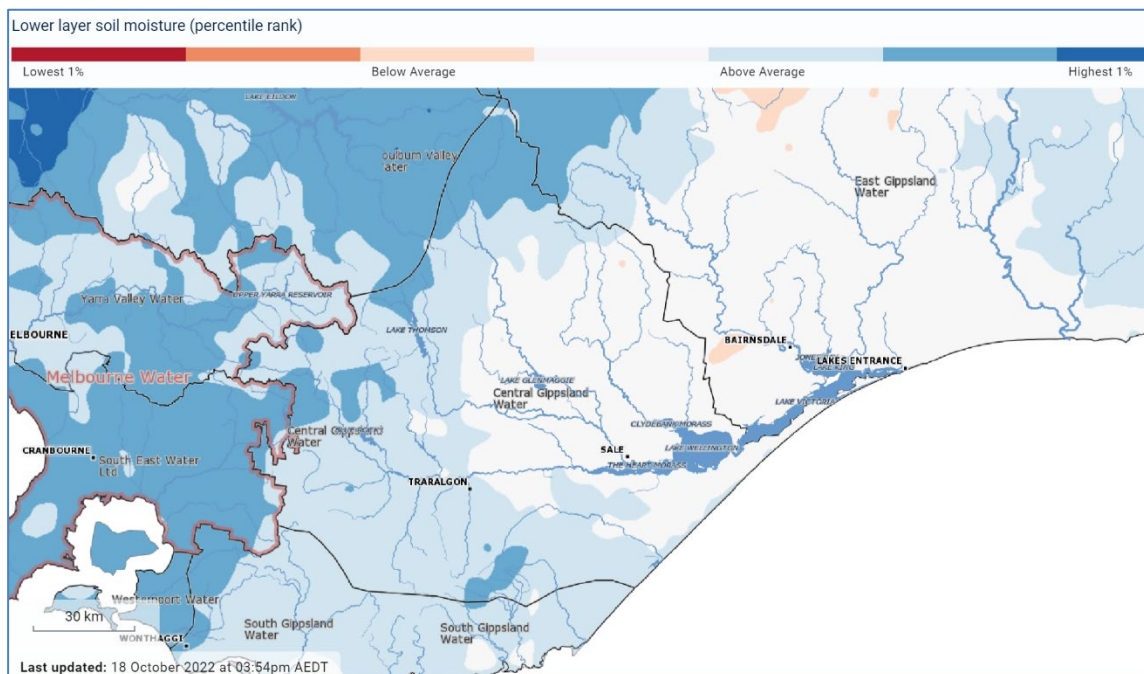 Lower layer soil moisture (percentile rank)
Lowest 1%
Below Average
Above Average
Highest 1%
LAKE EILDON
oulburn Valley
ater
East Gippsland
Water
Yarra Valley Water
UPPER YARRA RESERVOIR
ELBOURNE
LAKE THOMSON
BAIRNSDALE
LAKES ENTRANCE
LAKE KING
Melbourne Water
LAKE GLENMAGGIE
Central Gippsland
Water
LAKE VICTORIA
CLYDEBANK MORASS
Central Gippsland
Water
CRANBOURNE
South East Water
Ltd
SALE
LAKE WELLINGTON
THE HEART MORASS
TRARALGON
Westernport Water
30 km
South Gippsland
Water
South Gippsland
Water
WONTHAGGI
Last updated: 18 October 2022 at 03:54pm AEDT